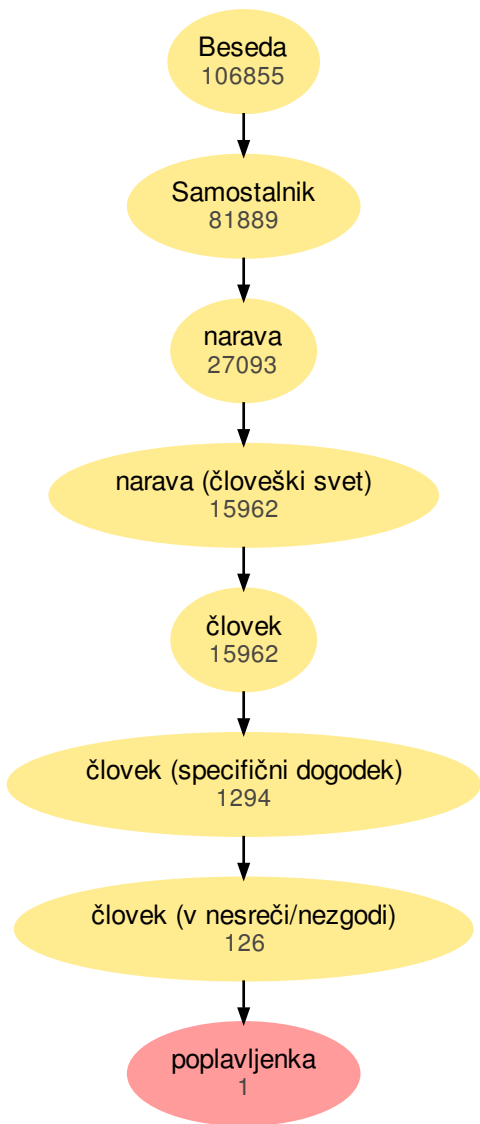 Beseda
106855
Samostalnik
81889
narava
27093
narava (človeški svet)
15962
človek
15962
človek (specifični dogodek)
1294
človek (v nesreči/nezgodi)
126
poplavljenka
1